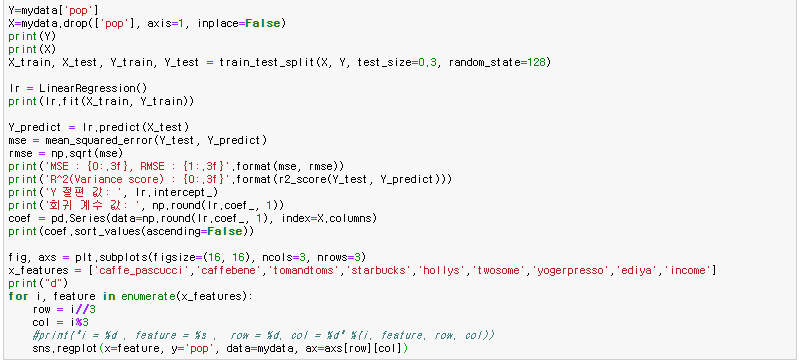 Y=mydata['pop']
X=mydata.drop(['pop'], axis=1, inplace=False)
print(Y)
print(X)
X_train, X_test, Y_train, Y_test = train_test_split(X, Y, test_size=0.3, random_state=128)
lr = LinearRegression()
print(lr.fit(X_train, Y_train))
Y_predict = lr.predict(X_test)
mse = mean_squared_error(Y_test, Y_predict)
rmse = np.sqrt(mse)
print('MSE : {0:.3f}, RMSE : {1:.3f}'.format(mse, rmse))
print('R^2(Variance score) : {0:.3f}'.format(r2_score(Y_test, Y_predict)))
print('Y 절편 값: ', lr.intercept_)
print('회귀 계수 값: ', np.round(lr.coef_, 1))
coef = pd.Series(data=np.round(lr.coef_, 1), index=X.columns)
print(coef.sort_values(ascending=False))
fig, axs = plt.subplots(figsize=(16, 16), ncols=3, nrows=3)
x_features = ['caffe_pascucci','caffebene','tomandtoms','starbucks','hollys','twosome','yogerpresso','ediya','income']
print("d")
for i, feature in enumerate(x_features):
    row = i//3
    col = i%3
    #print("i = %d , feature = %s ,  row = %d, col = %d" %(i, feature, row, col))
    sns.regplot(x=feature, y='pop', data=mydata, ax=axs[row][col])